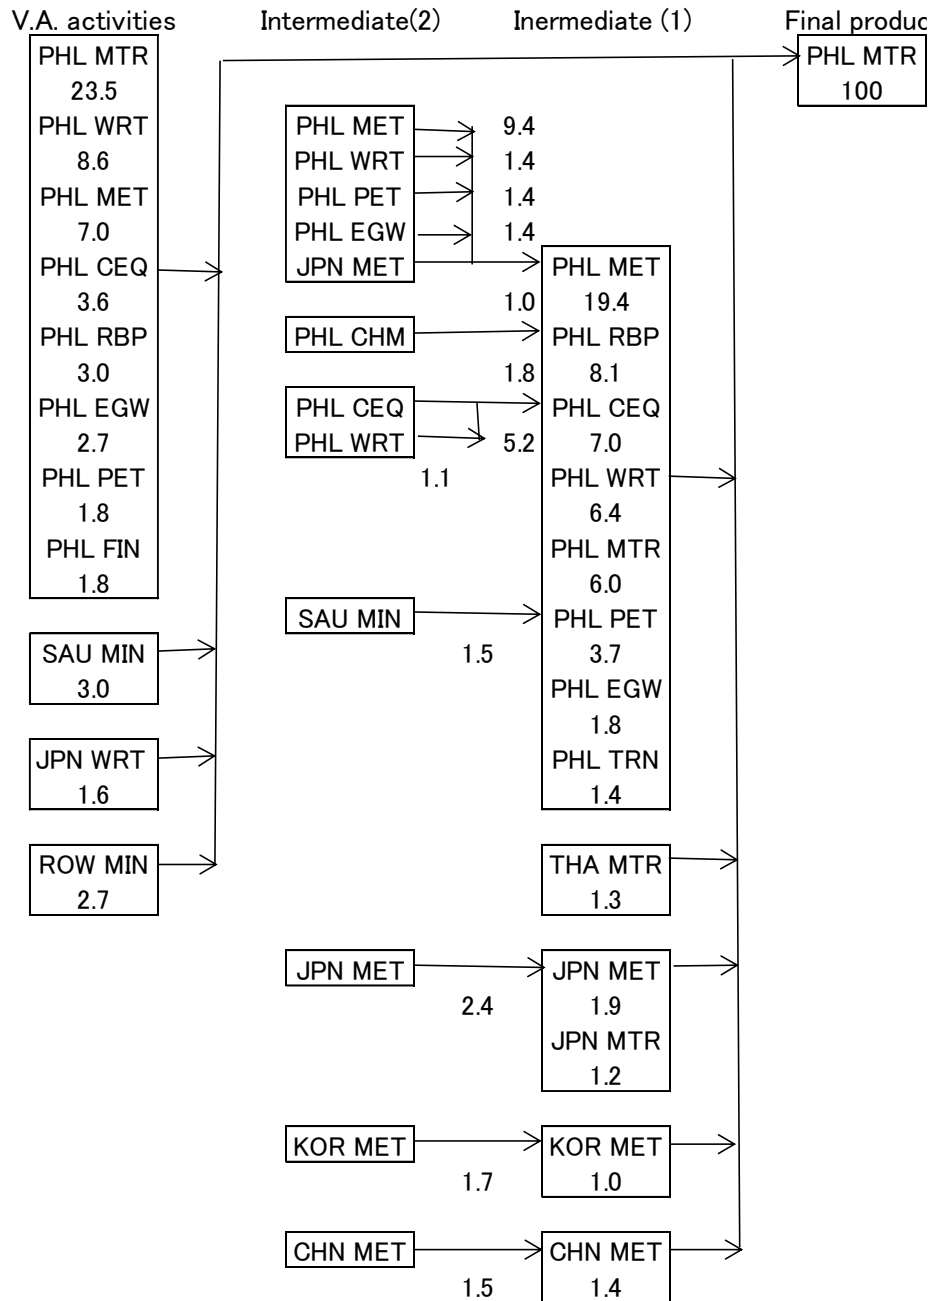 V.A. activities Intermediate(2) Inermediate (1) Final produc
PHL MTR PHL MTR
23.5 100
PHL WRT PHL MET 9.4
8.6 PHL WRT 1.4
PHL MET PHL PET 1.4
7.0 PHL EGW 1.4
PHL CEQ JPN MET PHL MET
3.6 1.0 19.4
PHL RBP PHL CHM PHL RBP
3.0 1.8 8.1
PHL EGW PHL CEQ PHL CEQ
2.7 PHL WRT 5.2 7.0
PHL PET 1.1 PHL WRT
1.8 6.4
PHL FIN PHL MTR
1.8 6.0
SAU MIN PHL PET
SAU MIN 1.5 3.7
3.0 PHL EGW
1.8
JPN WRT PHL TRN
1.6 1.4
ROW MIN THA MTR
2.7 1.3
JPN MET JPN MET
2.4 1.9
JPN MTR
1.2
KOR MET KOR MET
1.7 1.0
CHN MET CHN MET
1.5 1.4